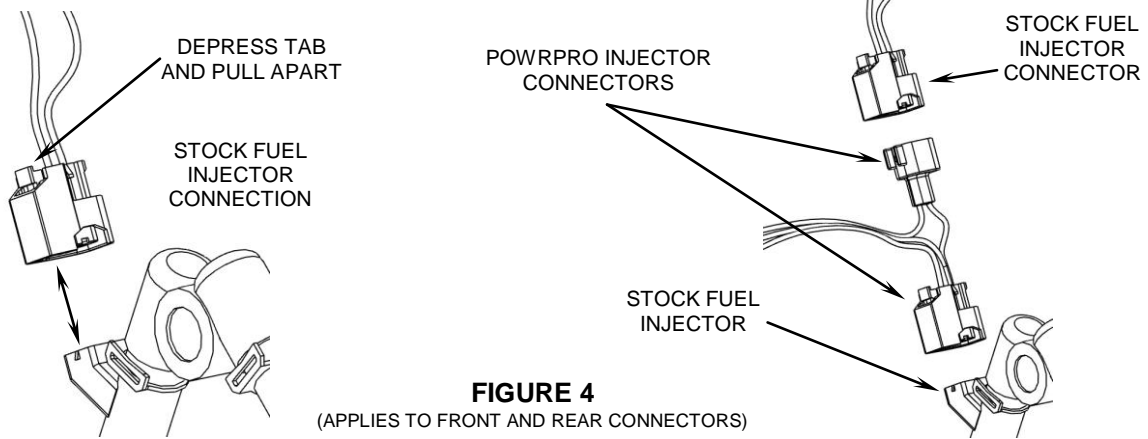 DEPRESS TAB
AND PULL APART
STOCK FUEL
INJECTOR
CONNECTION
POWRPRO INJECTOR
CONNECTORS
STOCK FUEL
INJECTOR
CONNECTOR
STOCK FUEL
INJECTOR
FIGURE 4
(APPLIES TO FRONT AND REAR CONNECTORS)